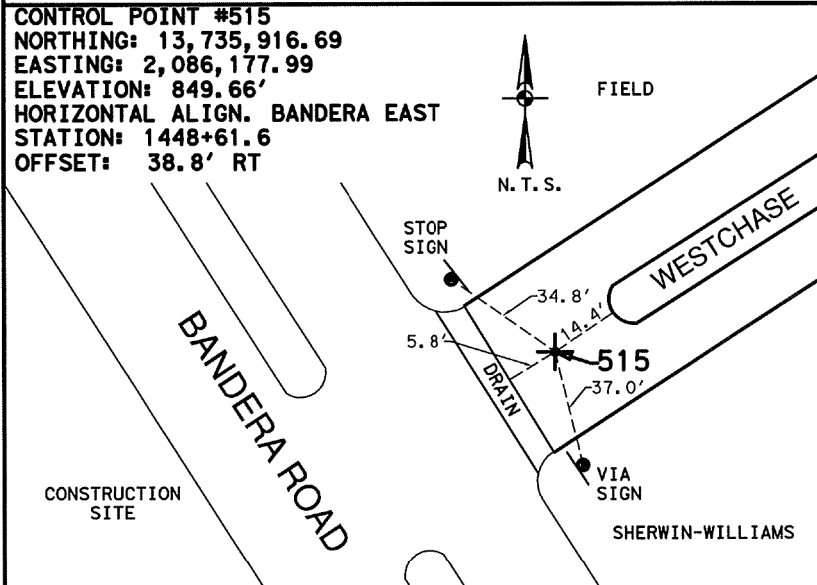 CONTROL POINT #515
NORTHING: 13,735,916.69
EASTING: 2,086,177.99
ELEVATION: 849.66'
HORIZONTAL ALIGN. BANDERA EAST
STATION: 1448+61.6
OFFSET: 38.8' RT
FIELD
N.T.S.
STOP
SIGN
WESTCHASE
34.8'
14.4'
5.8'
515
DRAIN
37.0'
BANDERA ROAD
VIA
SIGN
CONSTRUCTION
SITE
SHERWIN-WILLIAMS